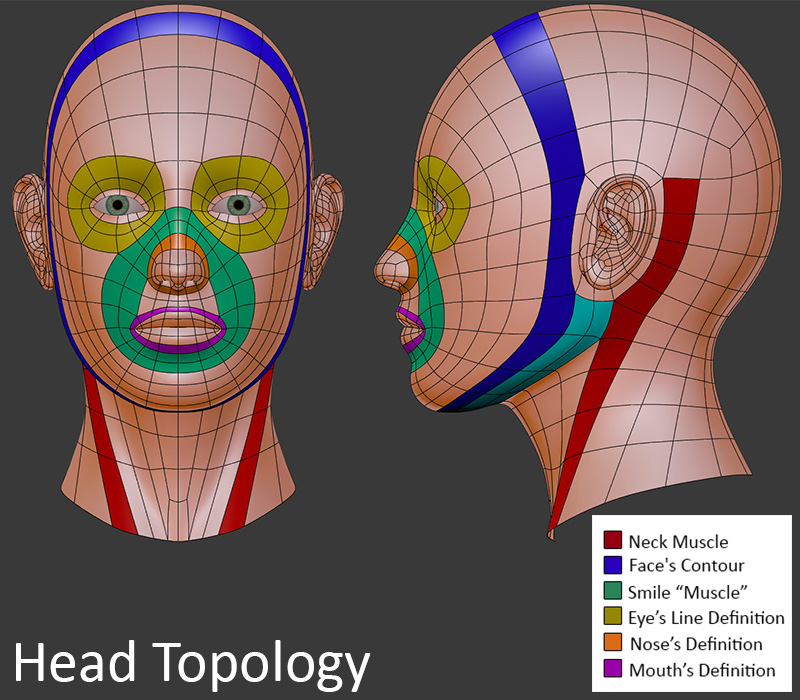 Neck Muscle
Face's Contour
Smile “Muscle”
Eye’s Line Definition
Nose’s Definition
Mouth’s Definition
Head Topology